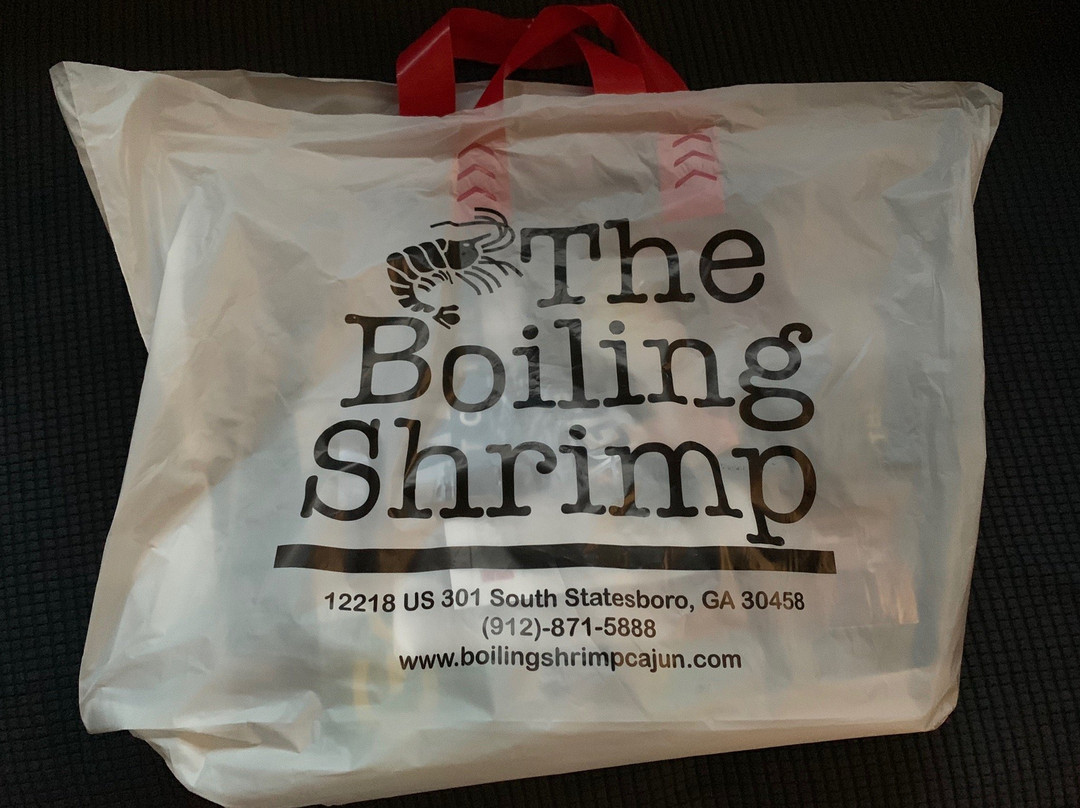 The
Boiling
Shrimp
12218 US 301 South Statesboro, GA 30458
(912)-871-5888
www.boilingshrimpcajun.com